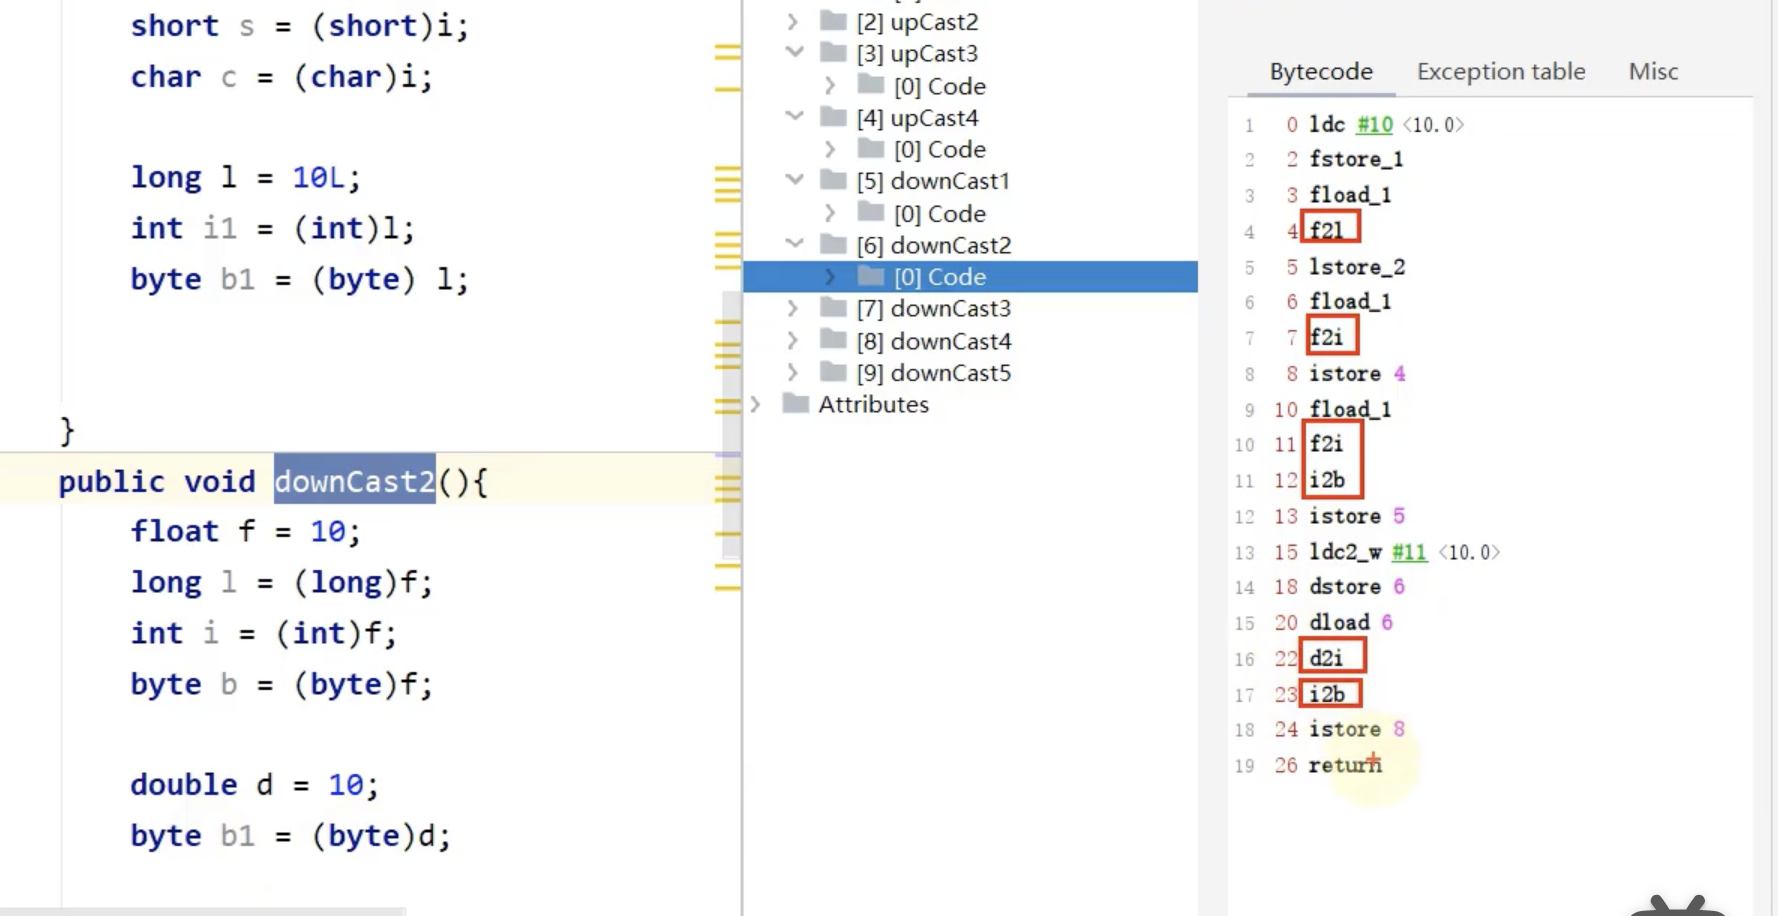 short s = (short)i;
char c = (char)i;
long l = 10L;
int i1 = (int)l;
byte b1 = (byte) l;
}
public void downCast2(){
float f = 10;
long l = (long)f;
int i = (int)f;
byte b = (byte)f;
double d = 10;
byte b1 = (byte)d;
[2] upCast2
[3] upCast3
[0] Code
[4] upCast4
[0] Code
[5] downCast1
[0] Code
[6] downCast2
[0] Code
[7] downCast3
[8] downCast4
[9] downCast5
Attributes
Bytecode Exception table Misc
1 0 ldc #10 <10.0>
2 2 fstore_1
3 3 fload_1
4 4 f2l
5 5 lstore_2
6 6 fload_1
7 7 f2i
8 8 istore 4
9 10 fload_1
10 11 f2i
11 12 i2b
12 13 istore 5
13 15 ldc2_w #11 <10.0>
14 18 dstore 6
15 20 dload 6
16 22 d2i
17 23 i2b
18 24 istore 8
19 26 return